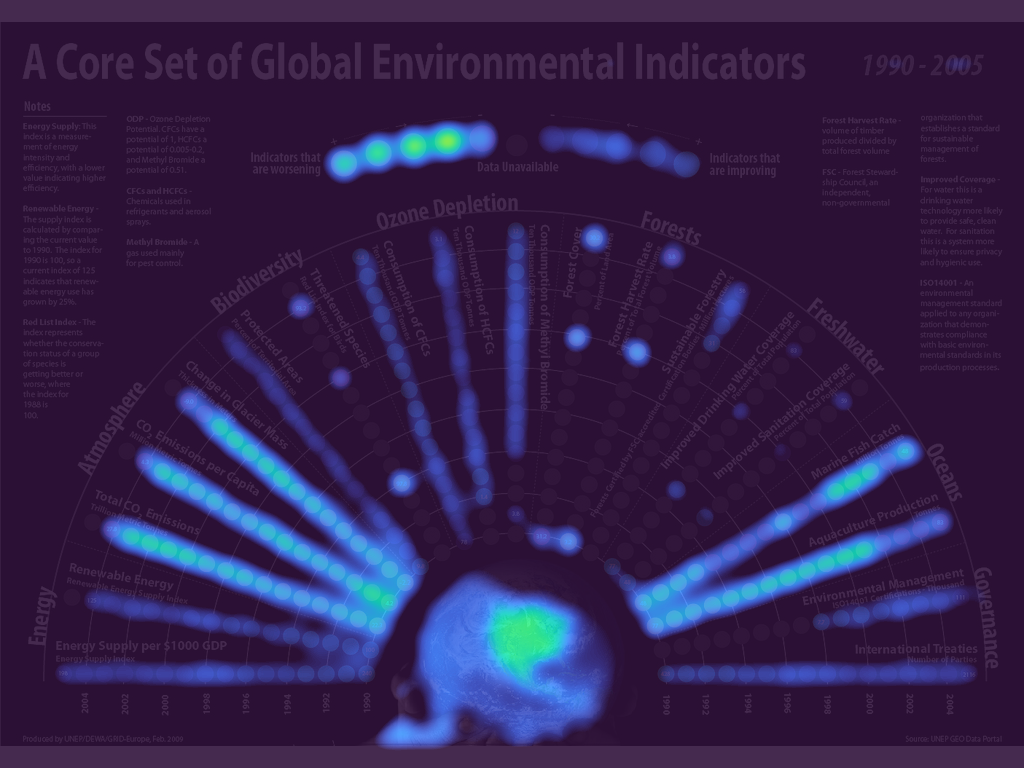 A Core Set of Global Environmental Indicators
1990 - 2005
Notes
Energy Supply: This
index is a measure-
ment of energy
intensity and
efficiency, with a lower
value indicating higher
efficiency.
Renewable Energy -
The supply index is
calculated by compar-
ing the current value
to 1990. The index for
1990 is 100, so a
current index of 125
indicates that renew-
able energy use has
grown by 25%.
Red List Index - The
index represents
whether the conserva-
tion status of a group
of species is
getting better or
worse, where
the index for
1988 is
100.
ODP - Ozone Depletion
Potential. CFCs have a
potential of 1, HCFCs a
potential of 0.005-0.2,
and Methyl Bromide a
potential of 0.51.
CFCs and HCFCs -
Chemicals used in
refrigerants and aerosol
sprays.
Methyl Bromide - A
gas used mainly
for pest control.
Indicators that
are worsening
Data Unavailable
Indicators that
are improving
Forest Harvest Rate -
volume of timber
produced divided by
total forest volume
FSC - Forest Steward-
ship Council, an
independent,
non-governmental
organization that
establishes a standard
for sustainable
management of
forests.
Improved Coverage -
For water this is a
drinking water
technology more likely
to provide safe, clean
water. For sanitation
this is a system more
likely to ensure privacy
and hygienic use.
ISO14001 - An
environmental
management standard
applied to any organi-
zation that demon-
strates compliance
with basic environ-
mental standards in its
production processes.
Energy
Atmosphere
Biodiversity
Ozone Depletion
Forests
Freshwater
Oceans
Governance
Energy Supply per $1000 GDP
Energy Supply Index
Renewable Energy
Renewable Energy Supply Index
Total CO2 Emissions
CO2 Emissions per Capita
Change in Glacier Mass
Protected Areas
Threatened Species
Consumption of CFCs
Consumption of HCFCs
Consumption of Methyl Bromide
Forest Cover
Forest Harvest Rate
Sustainable Forestry
Improved Drinking Water Coverage
Improved Sanitation Coverage
Marine Fish Catch
Aquaculture Production
Environmental Management
ISO14001 Certifications
International Treaties
Number of Parties
2004
2002
2000
1998
1996
1994
1992
1990
1990
1992
1994
1996
1998
2000
2002
2004
Produced by UNEP/DEWA/GRID-Europe, Feb. 2009
Source: UNEP GEO Data Portal